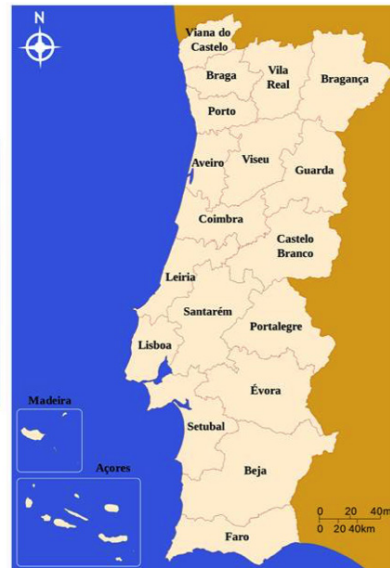 N
Viana do
Castelo
Braga
Vila
Real
Bragança
Porto
Aveiro
Viseu
Guarda
Coimbra
Castelo
Branco
Leiria
Santarém
Portalegre
Lisboa
Évora
Madeira
Setubal
Açores
Beja
0 20 40m
0 20 40km
Faro